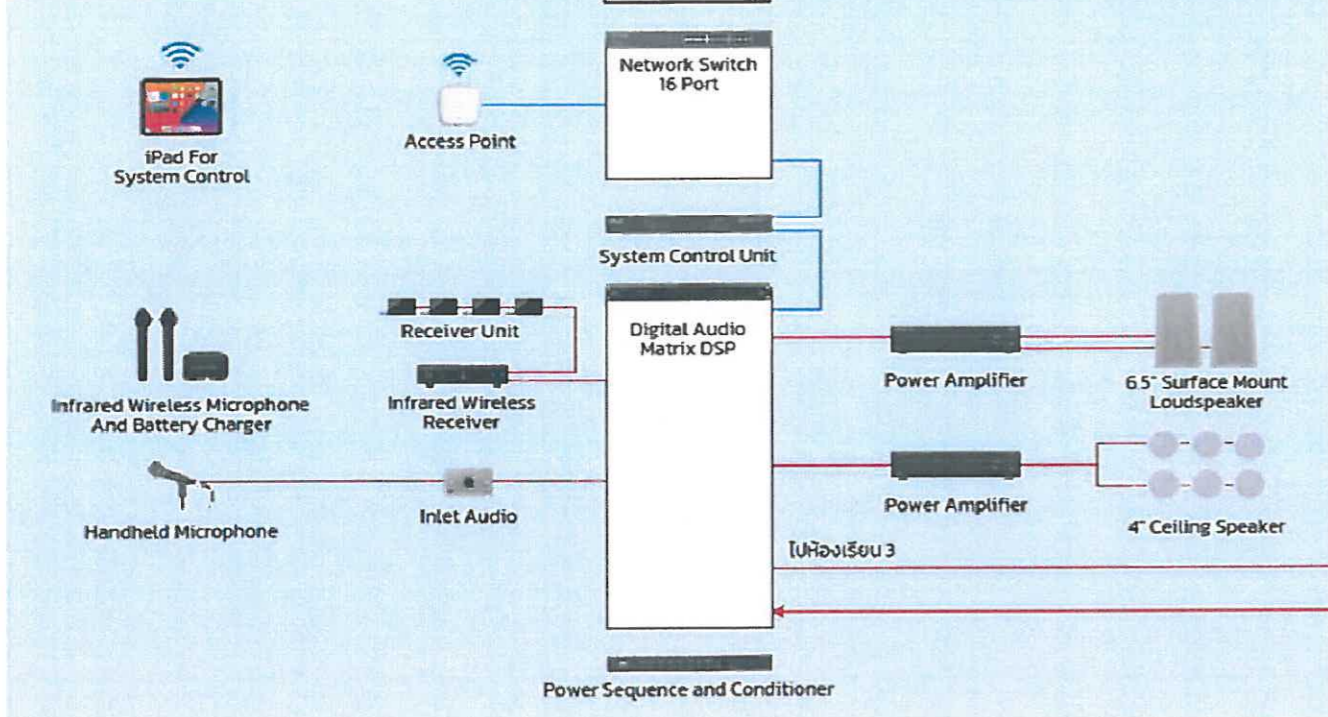 Network Switch
16 Port
Access Point
iPad For
System Control
System Control Unit
Receiver Unit
Digital Audio
Matrix DSP
Power Amplifier
6.5" Surface Mount
Loudspeaker
Infrared Wireless Microphone
And Battery Charger
Infrared Wireless
Receiver
Power Amplifier
4" Ceiling Speaker
Inlet Audio
Handheld Microphone
ไปห้องเรียน 3
Power Sequence and Conditioner